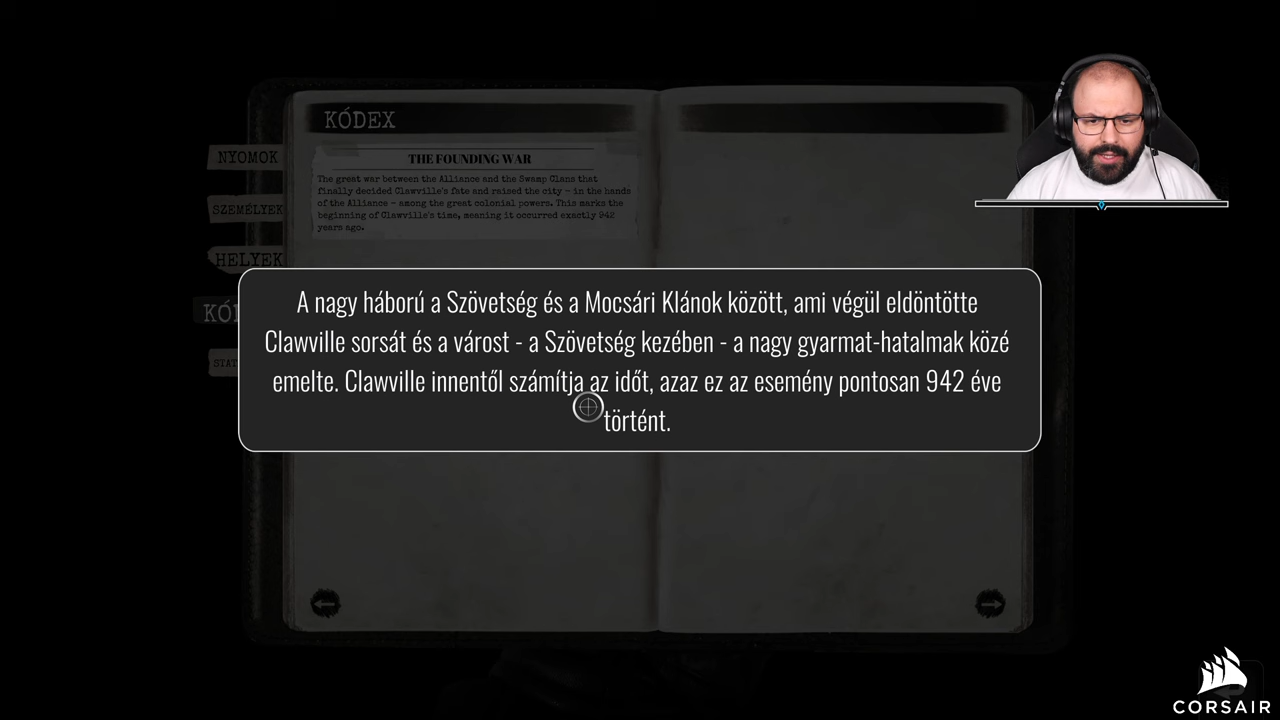 KÓDEX
NYOMOK
SZEMÉLYEK
HELYEK
THE FOUNDING WAR
The great war between the Alliance and the Swamp Clans that
finally decided Clawville's fate and raised the city - in the hands
of the Alliance - among the great colonial powers. This marks the
beginning of Clawville's time, meaning it occurred exactly 942
years ago.
A nagy háború a Szövetség és a Mocsári Klánok között, ami végül eldöntötte
Clawville sorsát és a várost - a Szövetség kezében - a nagy gyarmat-hatalmak közé
emelte. Clawville innentől számítja az időt, azaz ez az esemény pontosan 942 éve
történt.
CORSAIR